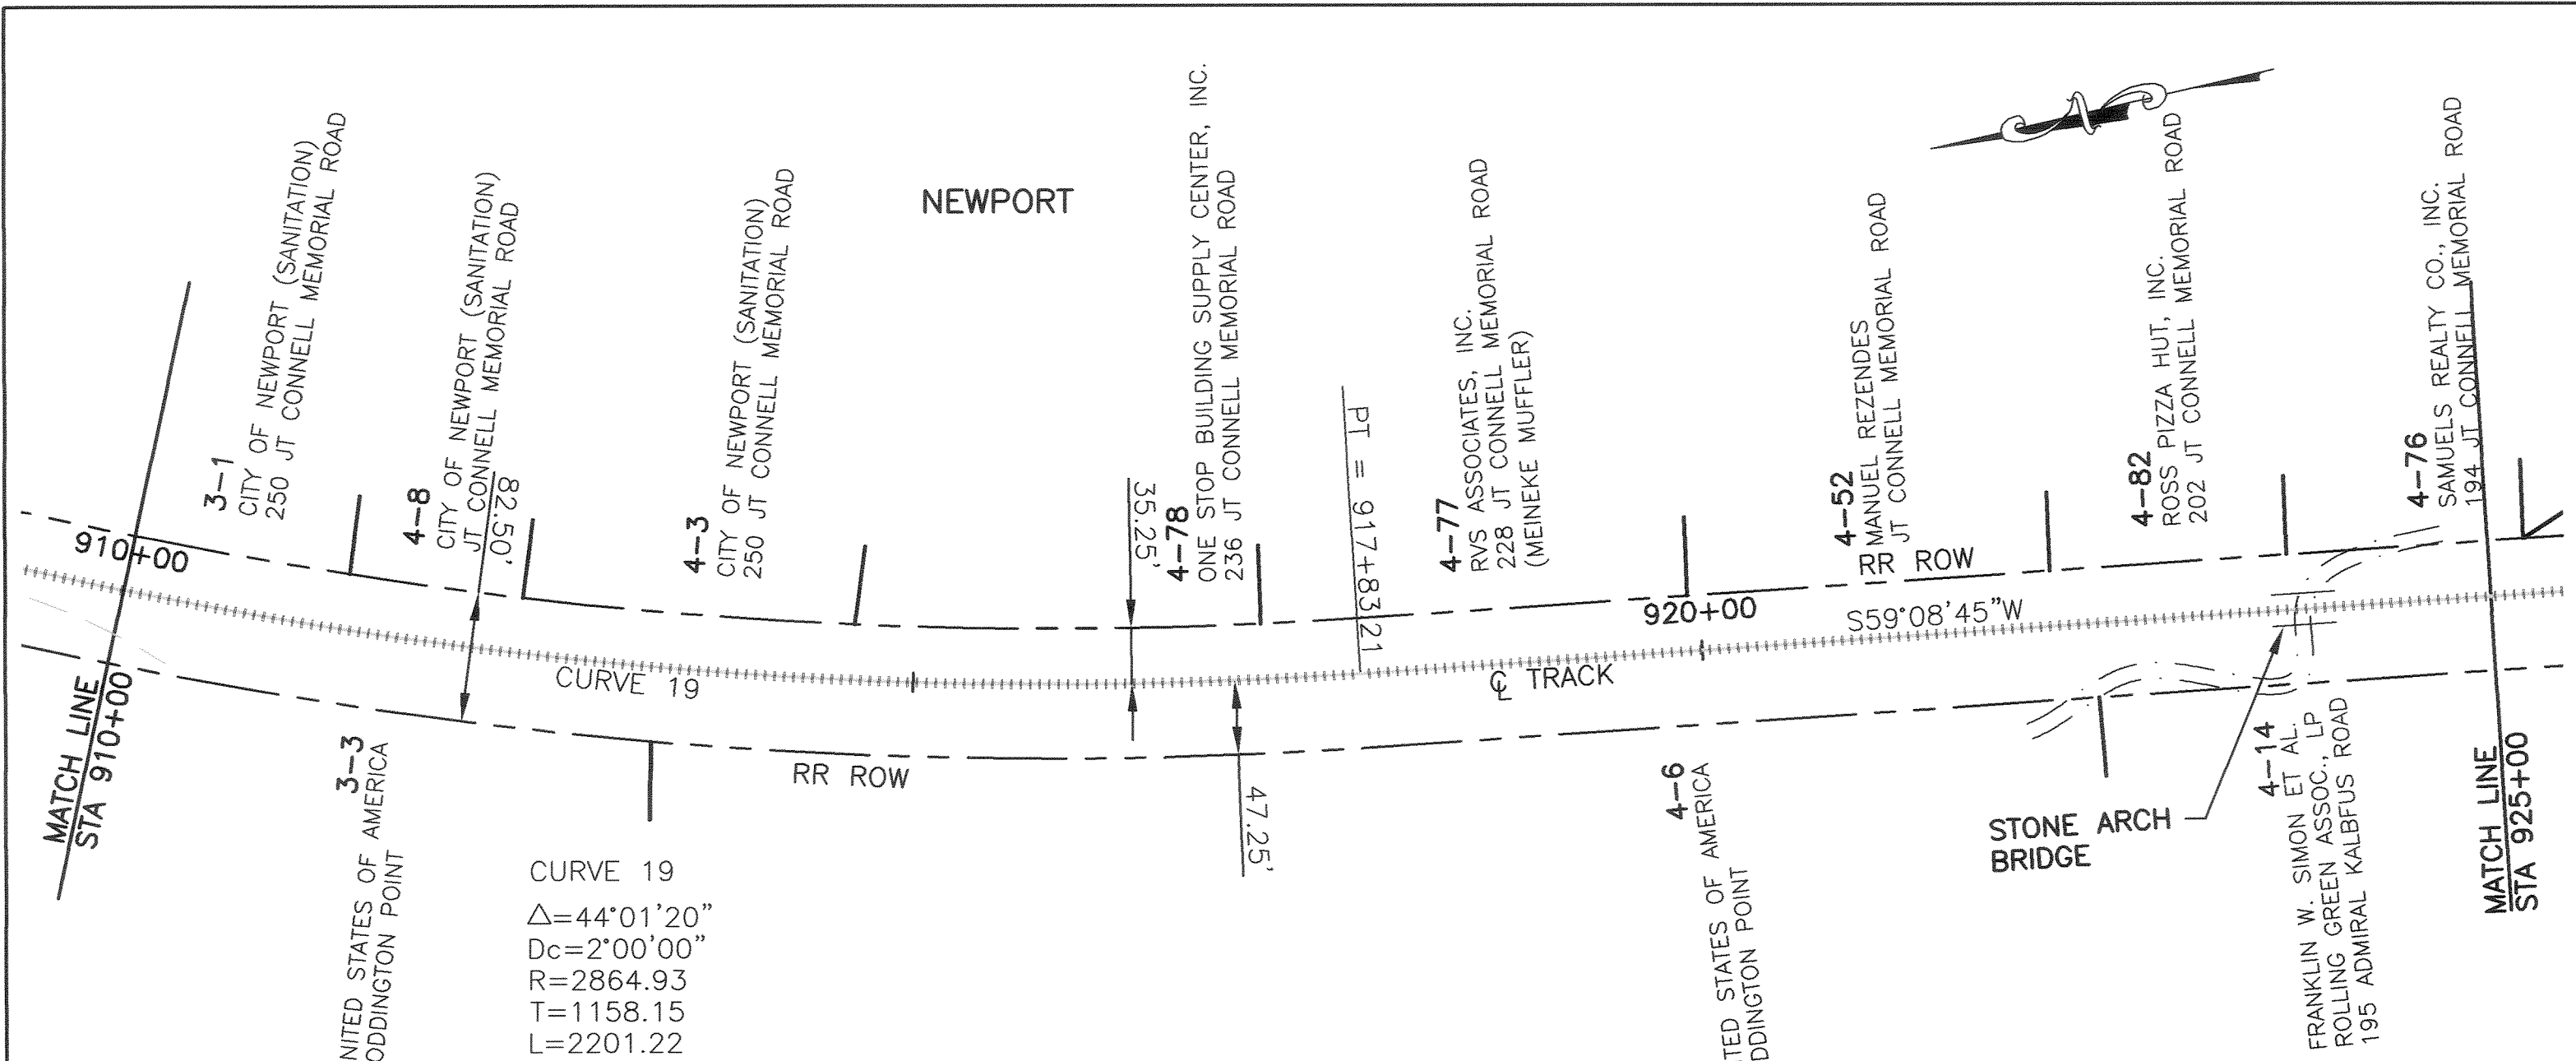 NEWPORT
3-1
CITY OF NEWPORT (SANITATION)
250 JT CONNELL MEMORIAL ROAD
4-8
CITY OF NEWPORT (SANITATION)
JT CONNELL MEMORIAL ROAD
82.50'
4-3
CITY OF NEWPORT (SANITATION)
250 JT CONNELL MEMORIAL ROAD
35.25'
4-78
ONE STOP BUILDING SUPPLY CENTER, INC.
236 JT CONNELL MEMORIAL ROAD
PT = 917+83.21
4-77
RVS ASSOCIATES, INC.
228 JT CONNELL MEMORIAL ROAD
(MEINEKE MUFFLER)
4-52
MANUEL REZENDES
JT CONNELL MEMORIAL ROAD
RR ROW
4-82
ROSS PIZZA HUT, INC.
202 JT CONNELL MEMORIAL ROAD
4-76
SAMUELS REALTY CO., INC.
194 JT CONNELL MEMORIAL ROAD
N
910+00
920+00
S59°08'45"W
CURVE 19
℄ TRACK
MATCH LINE
STA 910+00
3-3
NITED STATES OF AMERICA
ODDINGTON POINT
RR ROW
47.25'
CURVE 19
△=44°01'20"
Dc=2°00'00"
R=2864.93
T=1158.15
L=2201.22
4-6
TED STATES OF AMERICA
DDINGTON POINT
STONE ARCH
BRIDGE
4-14
FRANKLIN W. SIMON ET AL.
ROLLING GREEN ASSOC., LP
195 ADMIRAL KALBFUS ROAD
MATCH LINE
STA 925+00